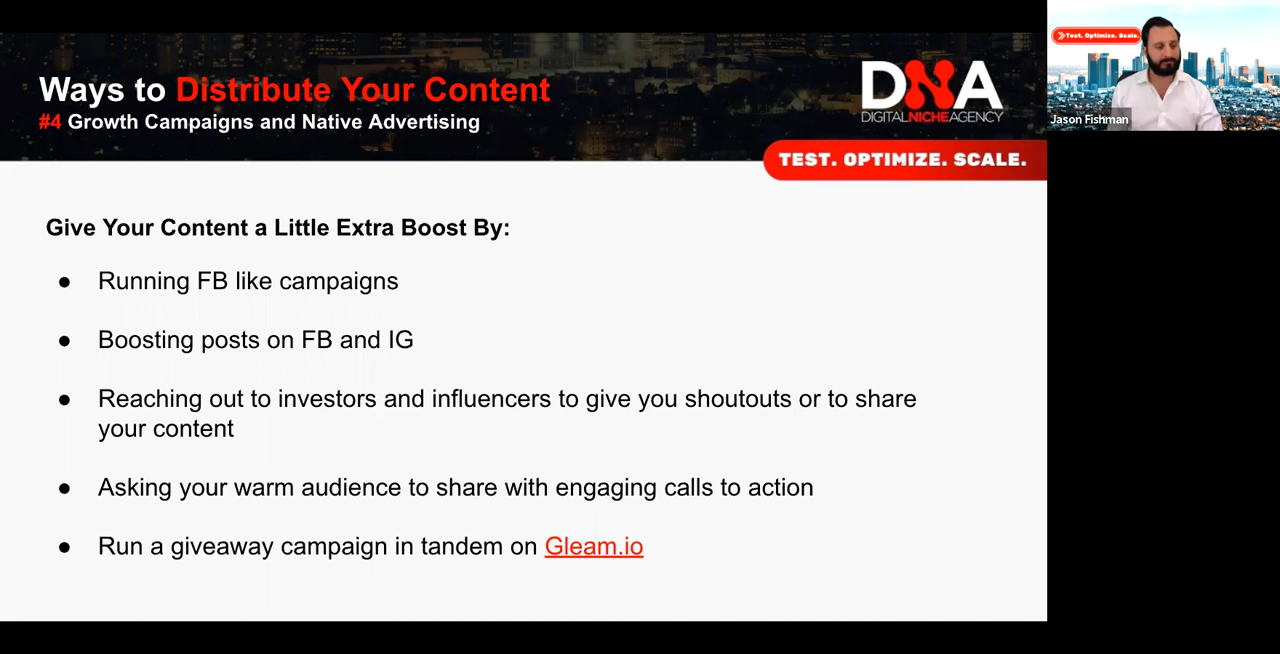 Ways to Distribute Your Content
#4 Growth Campaigns and Native Advertising
DNA
DIGITALNICHEAGENCY
TEST. OPTIMIZE. SCALE.
Test. Optimize. Scale.
Jason Fishman
Give Your Content a Little Extra Boost By:
● Running FB like campaigns
● Boosting posts on FB and IG
● Reaching out to investors and influencers to give you shoutouts or to share
your content
● Asking your warm audience to share with engaging calls to action
● Run a giveaway campaign in tandem on Gleam.io